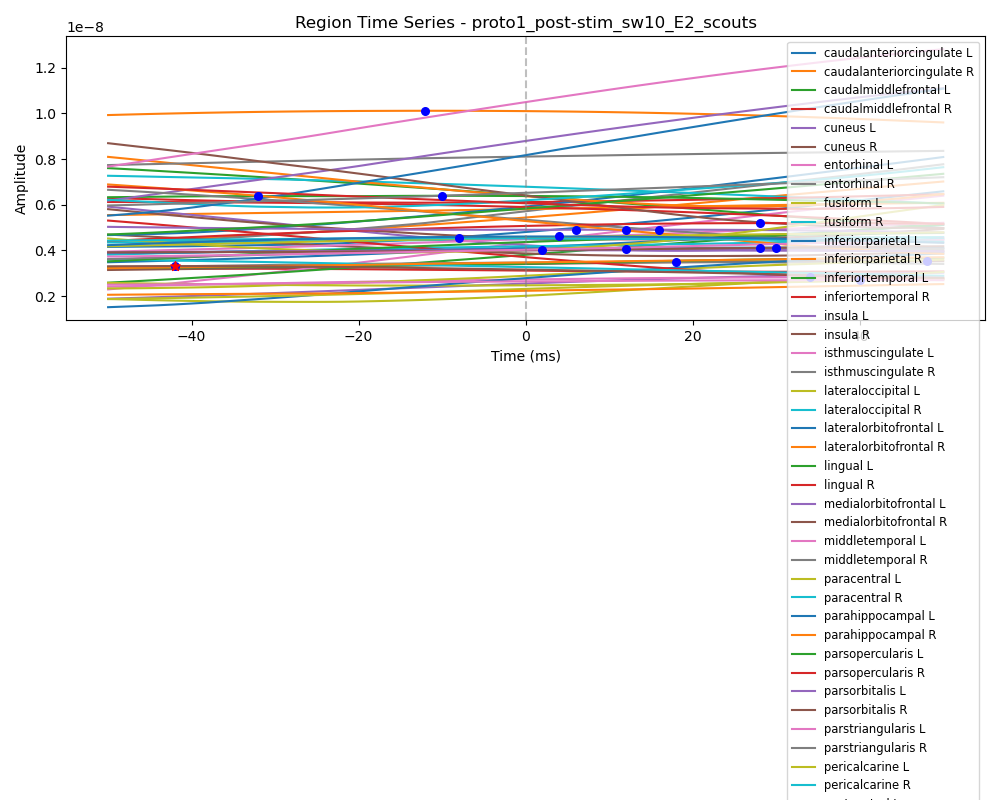 Region Time Series - proto1_post-stim_sw10_E2_scouts
1e−8
1.2
1.0
0.8
0.6
0.4
0.2
Amplitude
−40
−20
0
20
Time (ms)
caudalanteriorcingulate L
caudalanteriorcingulate R
caudalmiddlefrontal L
caudalmiddlefrontal R
cuneus L
cuneus R
entorhinal L
entorhinal R
fusiform L
fusiform R
inferiorparietal L
inferiorparietal R
inferiortemporal L
inferiortemporal R
insula L
insula R
isthmuscingulate L
isthmuscingulate R
lateraloccipital L
lateraloccipital R
lateralorbitofrontal L
lateralorbitofrontal R
lingual L
lingual R
medialorbitofrontal L
medialorbitofrontal R
middletemporal L
middletemporal R
paracentral L
paracentral R
parahippocampal L
parahippocampal R
parsopercularis L
parsopercularis R
parsorbitalis L
parsorbitalis R
parstriangularis L
parstriangularis R
pericalcarine L
pericalcarine R